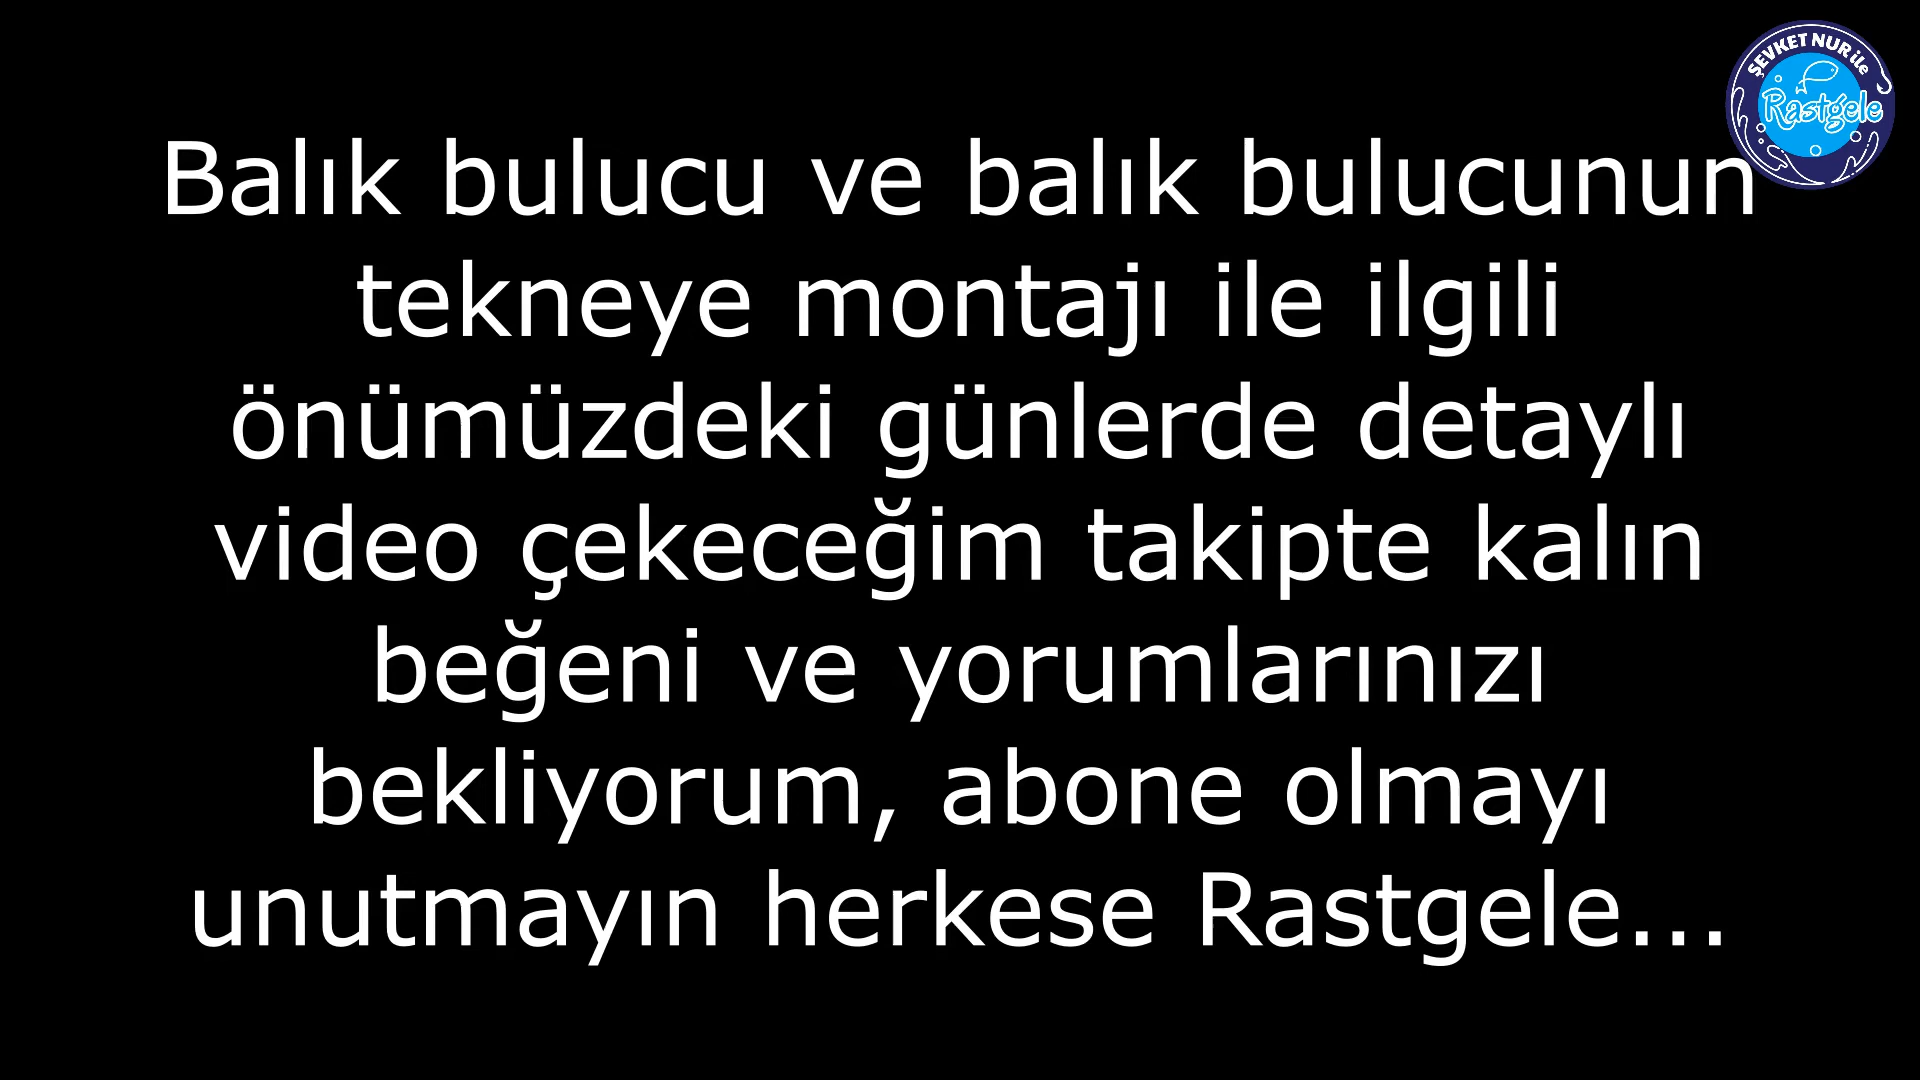 ŞEVKET NUR ile
Rastgele
Balık bulucu ve balık bulucunun
tekneye montajı ile ilgili
önümüzdeki günlerde detaylı
video çekeceğim takipte kalın
beğeni ve yorumlarınızı
bekliyorum, abone olmayı
unutmayın herkese Rastgele...